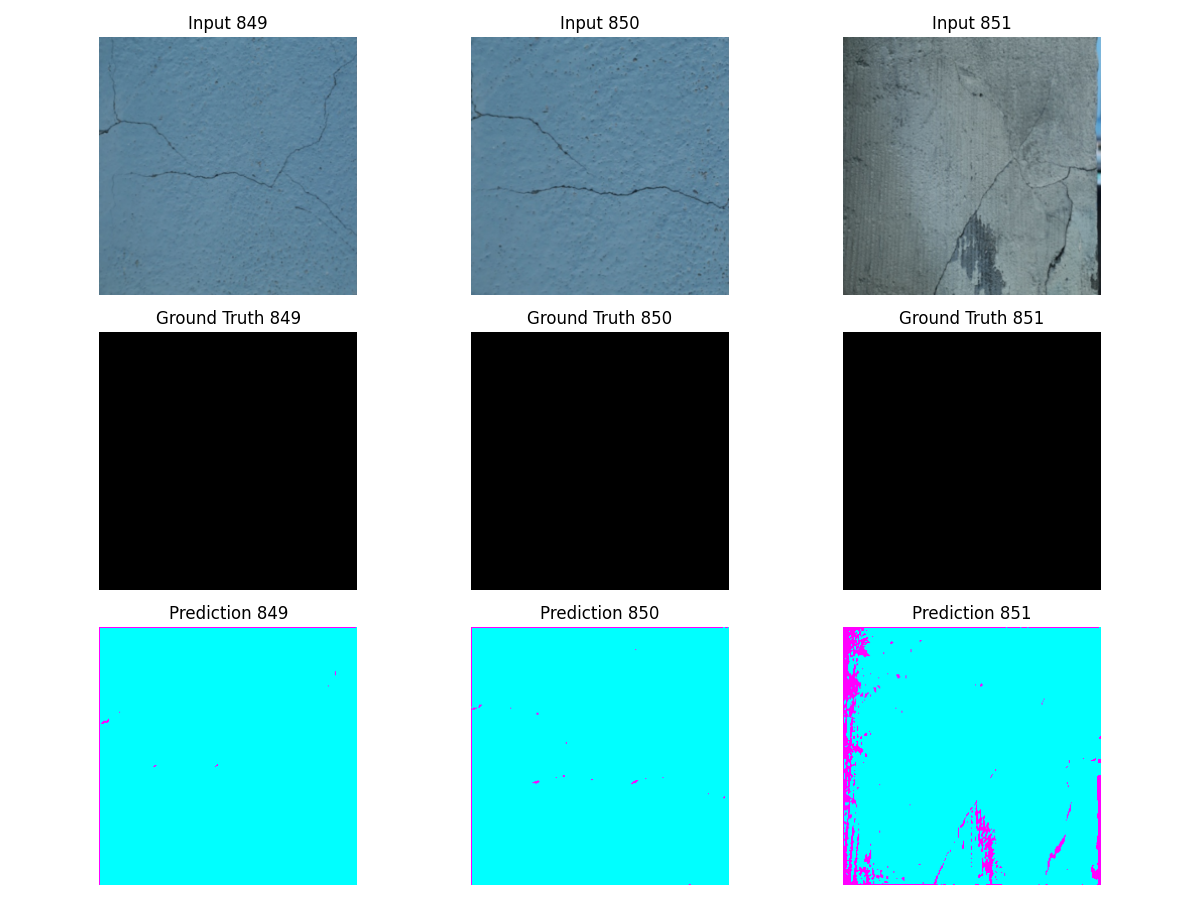 Input 849
Input 850
Input 851
Ground Truth 849
Ground Truth 850
Ground Truth 851
Prediction 849
Prediction 850
Prediction 851